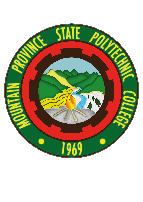 MOUNTAIN PROVINCE STATE POLYTECHNIC COLLEGE
1969